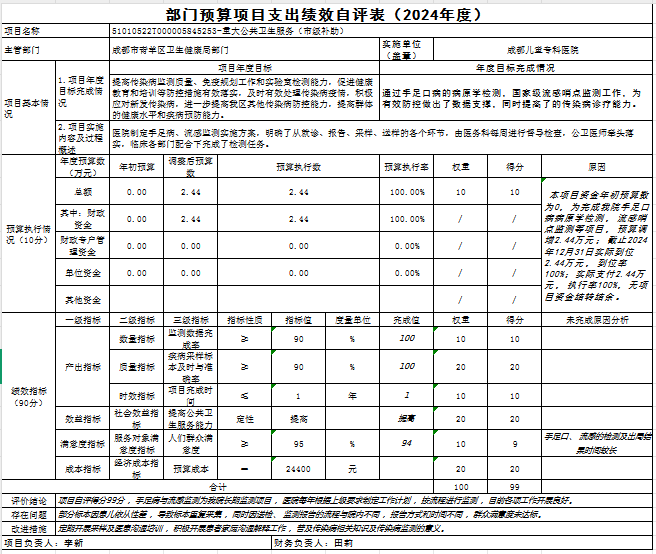 部门预算项目支出绩效自评表（2024年度）
项目名称 51010522T000005845253-重大公共卫生服务（市级补助）
主管部门 成都市青羊区卫生健康局部门 实施单位（盖章） 成都儿童专科医院
项目基本情况 1.项目年度目标完成情况 项目年度目标 年度目标完成情况
提高传染病监测质量、免疫规划工作和实验室检测能力，促进健康
教育和培训等防控措施有效落实，及时有效处理传染病疫情，积极
应对新发传染病，进一步提高我区其他传染病防控能力，提高群体
的健康水平和疾病预防能力。
通过手足口病的病原学检测，国家级流感哨点监测工作，为
有效防控做出了数据支撑，同时提高了的传染病诊疗能力。
2.项目实施内容及过程概述
医院制定手足口病、流感监测实施方案，明确了从就诊、报告、采样、送样的各个环节，由医务科每周进行督导检查，公卫医师牵头落
实，临床各部门配合下完成了检测任务。
预算执行情况（10分） 年度预算数（万元） 年初预算 调整后预算数 预算执行数 预算执行率 权重 得分 原因
总额 0.00 2.44 2.44 100.00% 10 10
其中：财政资金 0.00 2.44 2.44 100.00% / /
财政专户管理资金 0.00 0.00 0.00 0.00% / /
单位资金 0.00 0.00 0.00 0.00% / /
其他资金 / /
本项目资金年初预算数
为0，为完成我院手足口
病病原学检测，流感哨
点监测等项目，预算调
增2.44万元；截止2024
年12月31日实际到位
2.44万元，到位率
100%；实际支付2.44万
元，执行率100%，无项
目资金结转结余。
绩效指标（90分） 一级指标 二级指标 三级指标 指标性质 指标值 度量单位 完成值 权重 得分 未完成原因分析
产出指标 数量指标 监测数据完成率 ≥ 90 % 100 10 10
质量指标 疾病采样标本及时与准确率 ≥ 90 % 100 20 20
时效指标 项目完成时间 ≤ 1 年 1 10 10
效益指标 社会效益指标 提高公共卫生服务能力 定性 提高 提高 20 20
满意度指标 服务对象满意度指标 人们群众满意度 ≥ 95 % 94 10 9 手足口、流感的检测及出局结果时间较长
成本指标 经济成本指标 预算成本 = 24400 元 20 20
合计 100 99
评价结论 项目自评得分99分，手足病与流感监测为我院长期监测项目，医院每年根据上级要求制定工作计划，按流程进行监测，目前各项工作开展良好。
存在问题 部分标本因患儿依从性差，导致标本重复采集，同时因送检、监测报告的流程与院内不同，报告方式和时间不同，群众满意度未达标。
改进措施 定期开展采样及医患沟通培训，积极开展患者家庭沟通解释工作，普及传染病相关知识及传染病监测的意义。
项目负责人：李新 财务负责人：田莉